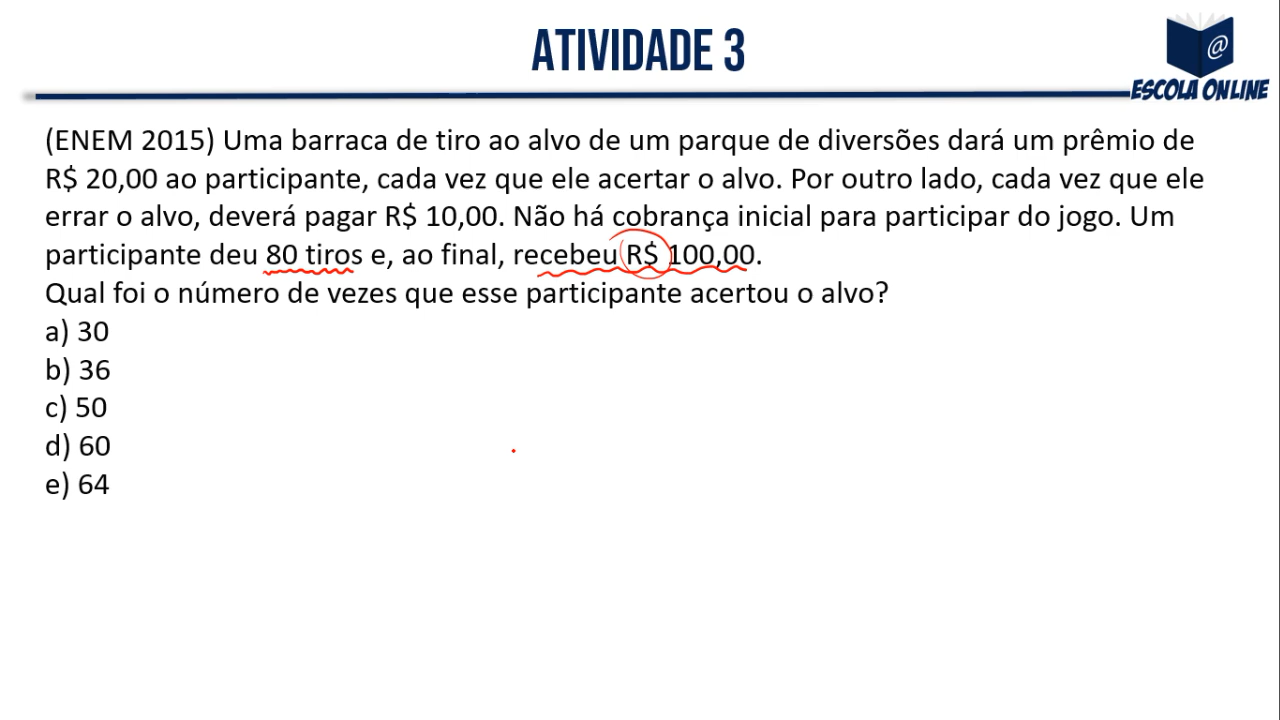 ATIVIDADE 3
@
ESCOLA ONLINE
(ENEM 2015) Uma barraca de tiro ao alvo de um parque de diversões dará um prêmio de
R$ 20,00 ao participante, cada vez que ele acertar o alvo. Por outro lado, cada vez que ele
errar o alvo, deverá pagar R$ 10,00. Não há cobrança inicial para participar do jogo. Um
participante deu 80 tiros e, ao final, recebeu R$ 100,00.
Qual foi o número de vezes que esse participante acertou o alvo?
a) 30
b) 36
c) 50
d) 60
e) 64